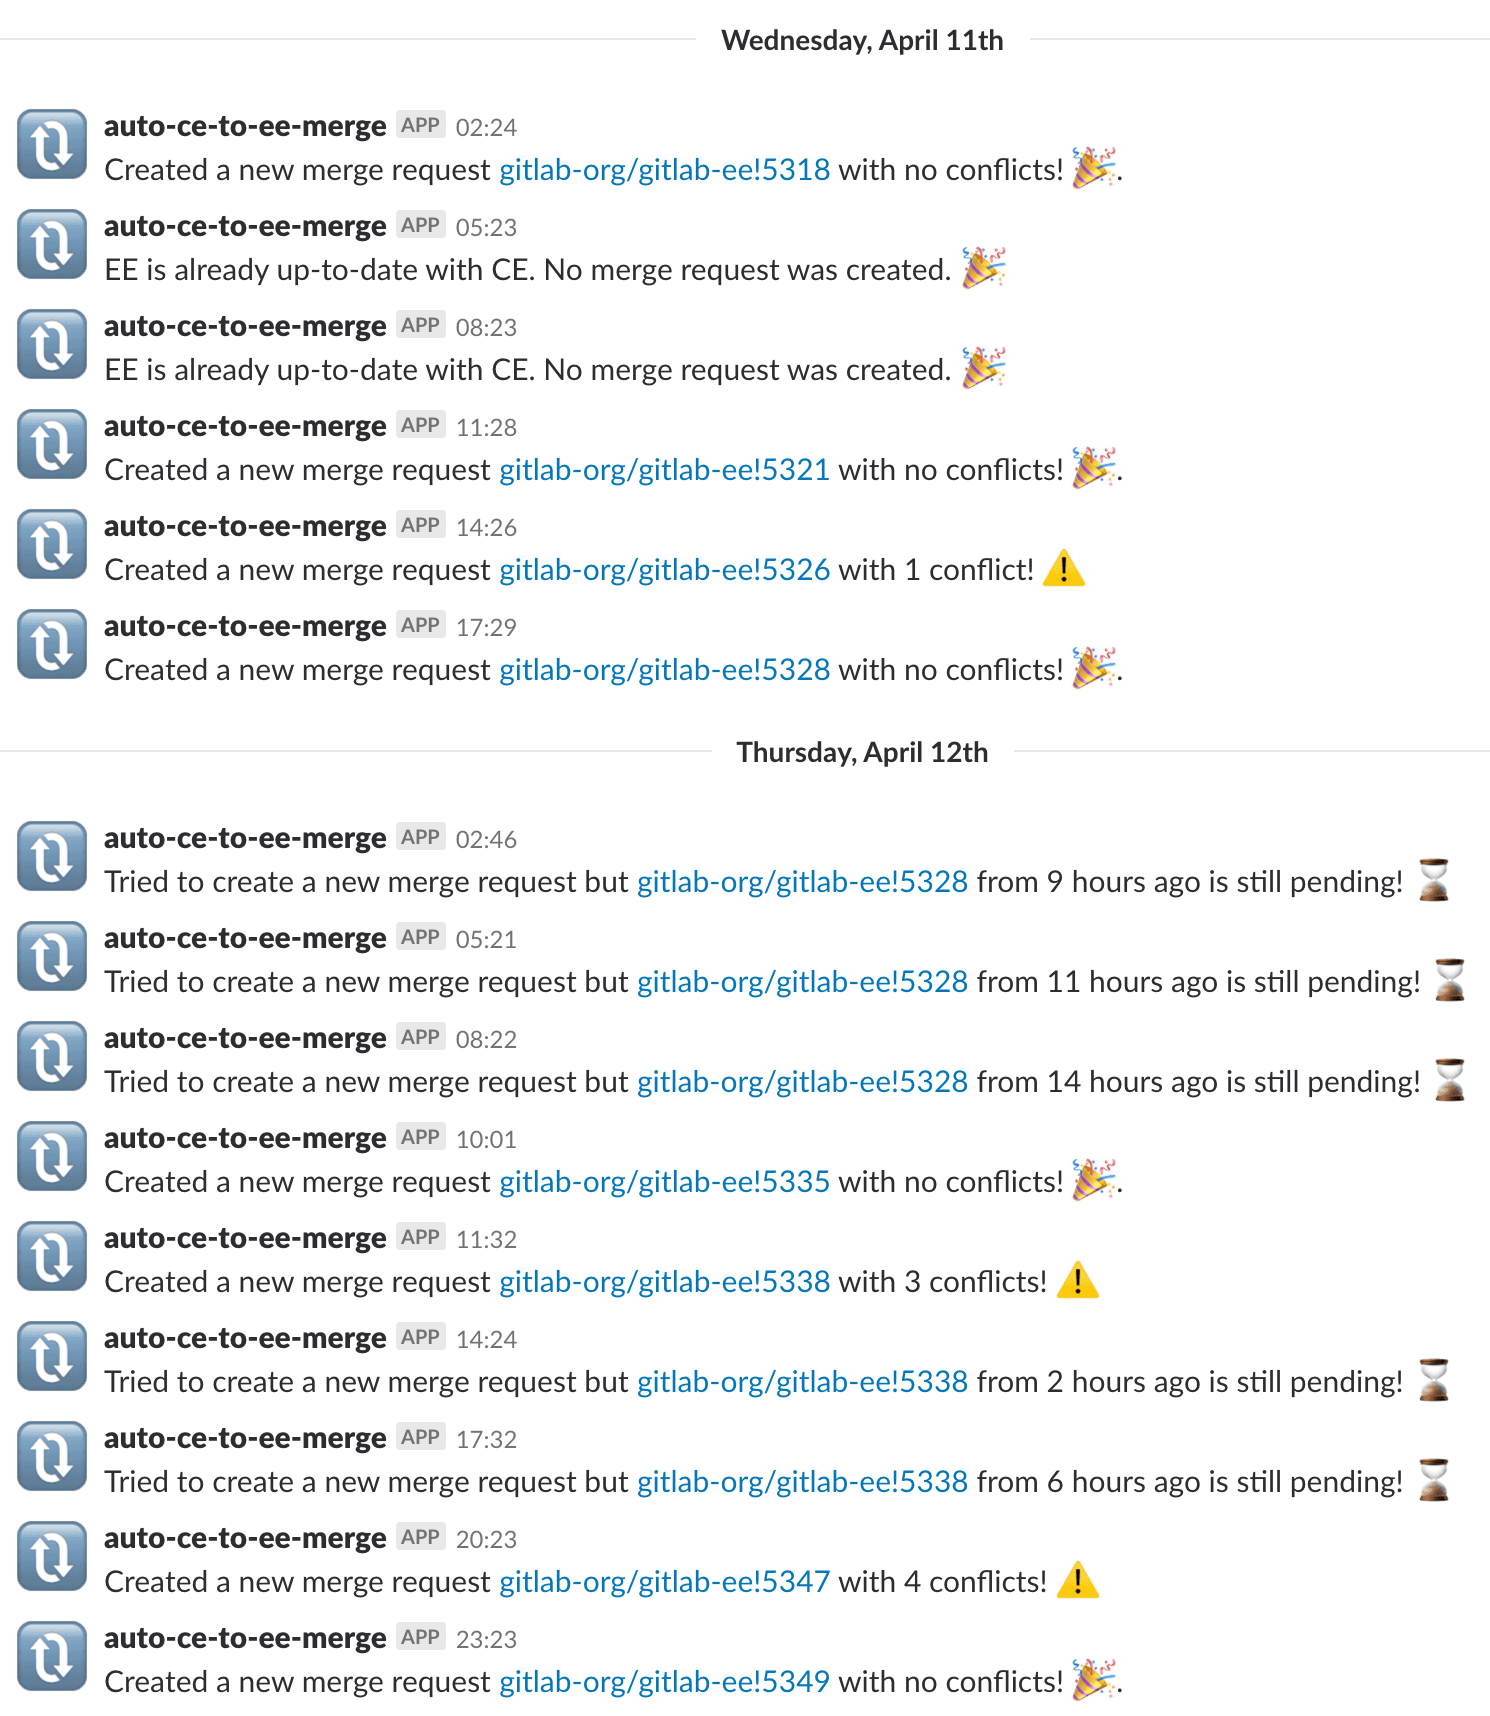 Wednesday, April 11th
auto-ce-to-ee-merge APP 02:24
Created a new merge request gitlab-org/gitlab-ee!5318 with no conflicts! 🎉.
auto-ce-to-ee-merge APP 05:23
EE is already up-to-date with CE. No merge request was created. 🎉
auto-ce-to-ee-merge APP 08:23
EE is already up-to-date with CE. No merge request was created. 🎉
auto-ce-to-ee-merge APP 11:28
Created a new merge request gitlab-org/gitlab-ee!5321 with no conflicts! 🎉.
auto-ce-to-ee-merge APP 14:26
Created a new merge request gitlab-org/gitlab-ee!5326 with 1 conflict! ⚠️
auto-ce-to-ee-merge APP 17:29
Created a new merge request gitlab-org/gitlab-ee!5328 with no conflicts! 🎉.
Thursday, April 12th
auto-ce-to-ee-merge APP 02:46
Tried to create a new merge request but gitlab-org/gitlab-ee!5328 from 9 hours ago is still pending! ⌛
auto-ce-to-ee-merge APP 05:21
Tried to create a new merge request but gitlab-org/gitlab-ee!5328 from 11 hours ago is still pending! ⌛
auto-ce-to-ee-merge APP 08:22
Tried to create a new merge request but gitlab-org/gitlab-ee!5328 from 14 hours ago is still pending! ⌛
auto-ce-to-ee-merge APP 10:01
Created a new merge request gitlab-org/gitlab-ee!5335 with no conflicts! 🎉.
auto-ce-to-ee-merge APP 11:32
Created a new merge request gitlab-org/gitlab-ee!5338 with 3 conflicts! ⚠️
auto-ce-to-ee-merge APP 14:24
Tried to create a new merge request but gitlab-org/gitlab-ee!5338 from 2 hours ago is still pending! ⌛
auto-ce-to-ee-merge APP 17:32
Tried to create a new merge request but gitlab-org/gitlab-ee!5338 from 6 hours ago is still pending! ⌛
auto-ce-to-ee-merge APP 20:23
Created a new merge request gitlab-org/gitlab-ee!5347 with 4 conflicts! ⚠️
auto-ce-to-ee-merge APP 23:23
Created a new merge request gitlab-org/gitlab-ee!5349 with no conflicts! 🎉.